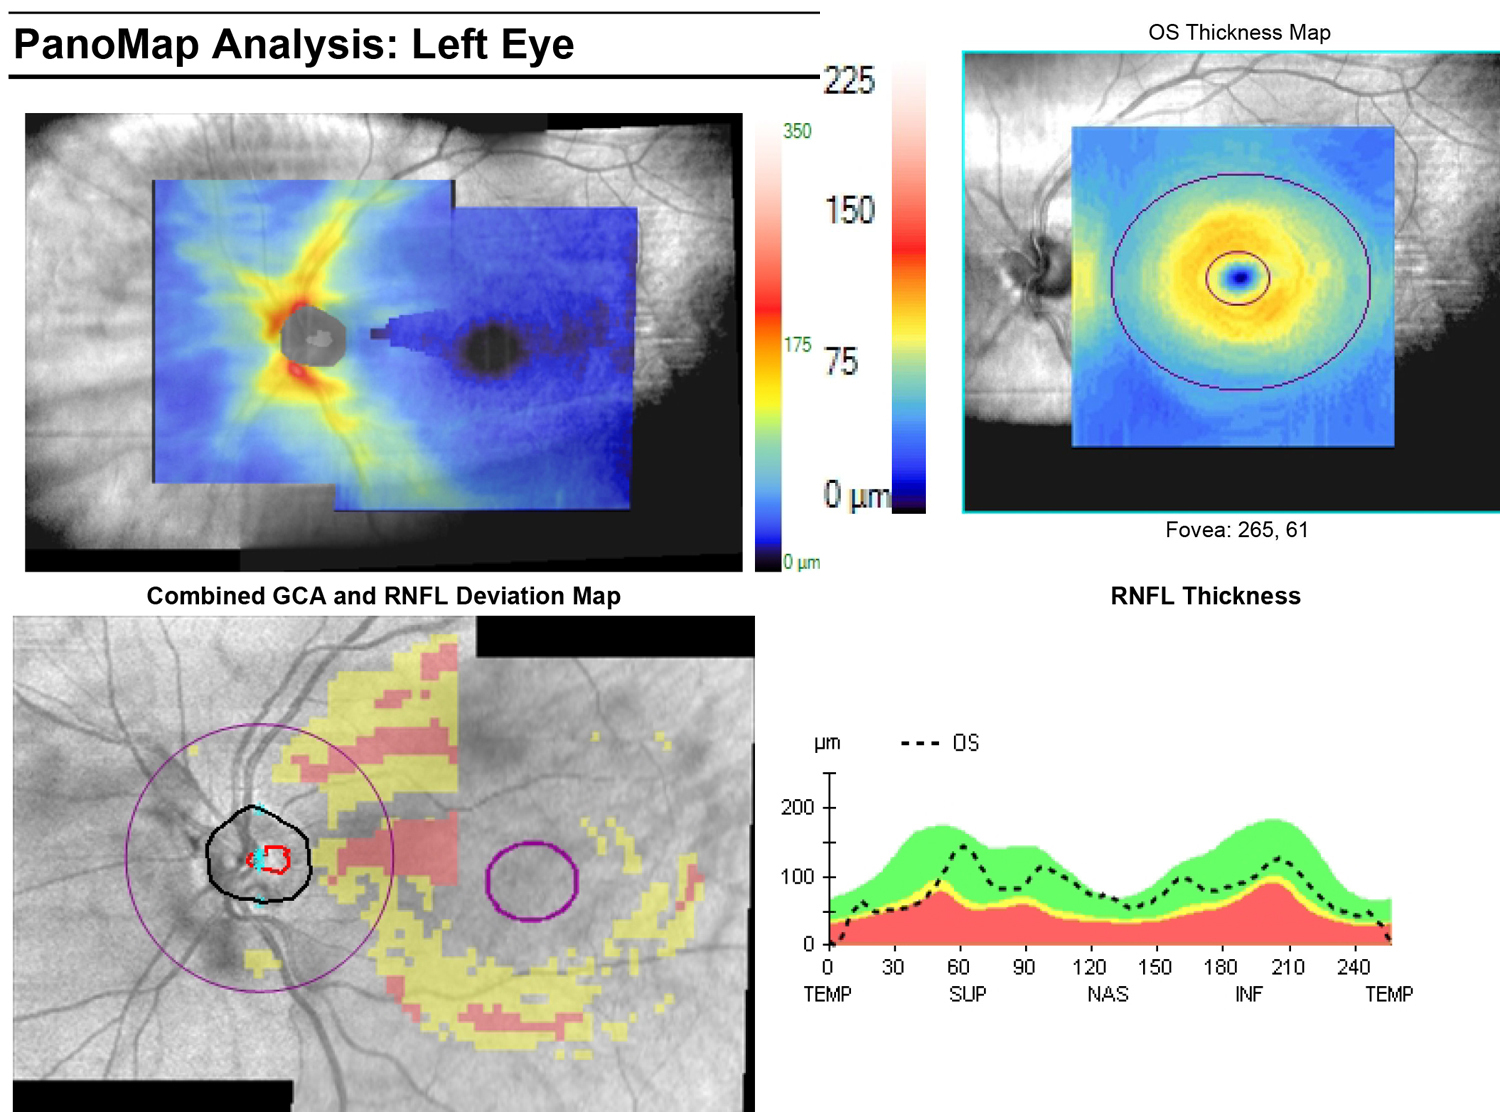 PanoMap Analysis: Left Eye
OS Thickness Map
225
150
75
0 µm
350
175
0 µm
Fovea: 265, 61
Combined GCA and RNFL Deviation Map
RNFL Thickness
µm
OS
200
100
0
0 30 60 90 120 150 180 210 240
TEMP SUP NAS INF TEMP